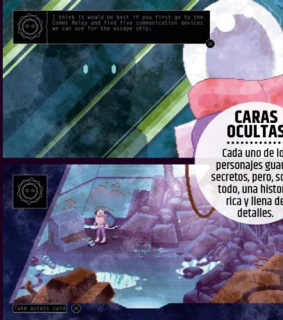 I think it would be best if you first go to the
Comms Relay and find five communication devices
we can use for the escape ship.
CARAS
OCULTAS
Cada uno de lo
personajes guar
secretos, pero, so
todo, una histor
rica y llena de
detalles.
Take access card